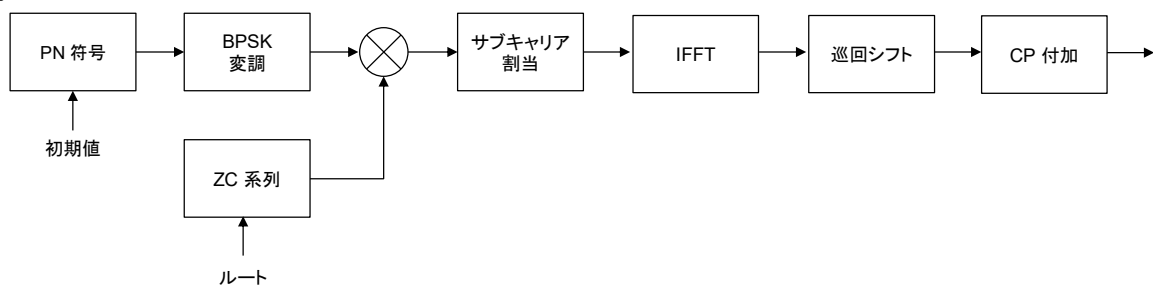 PN 符号
BPSK
変調
サブキャリア
割当
IFFT
巡回シフト
CP 付加
初期値
ZC 系列
ルート